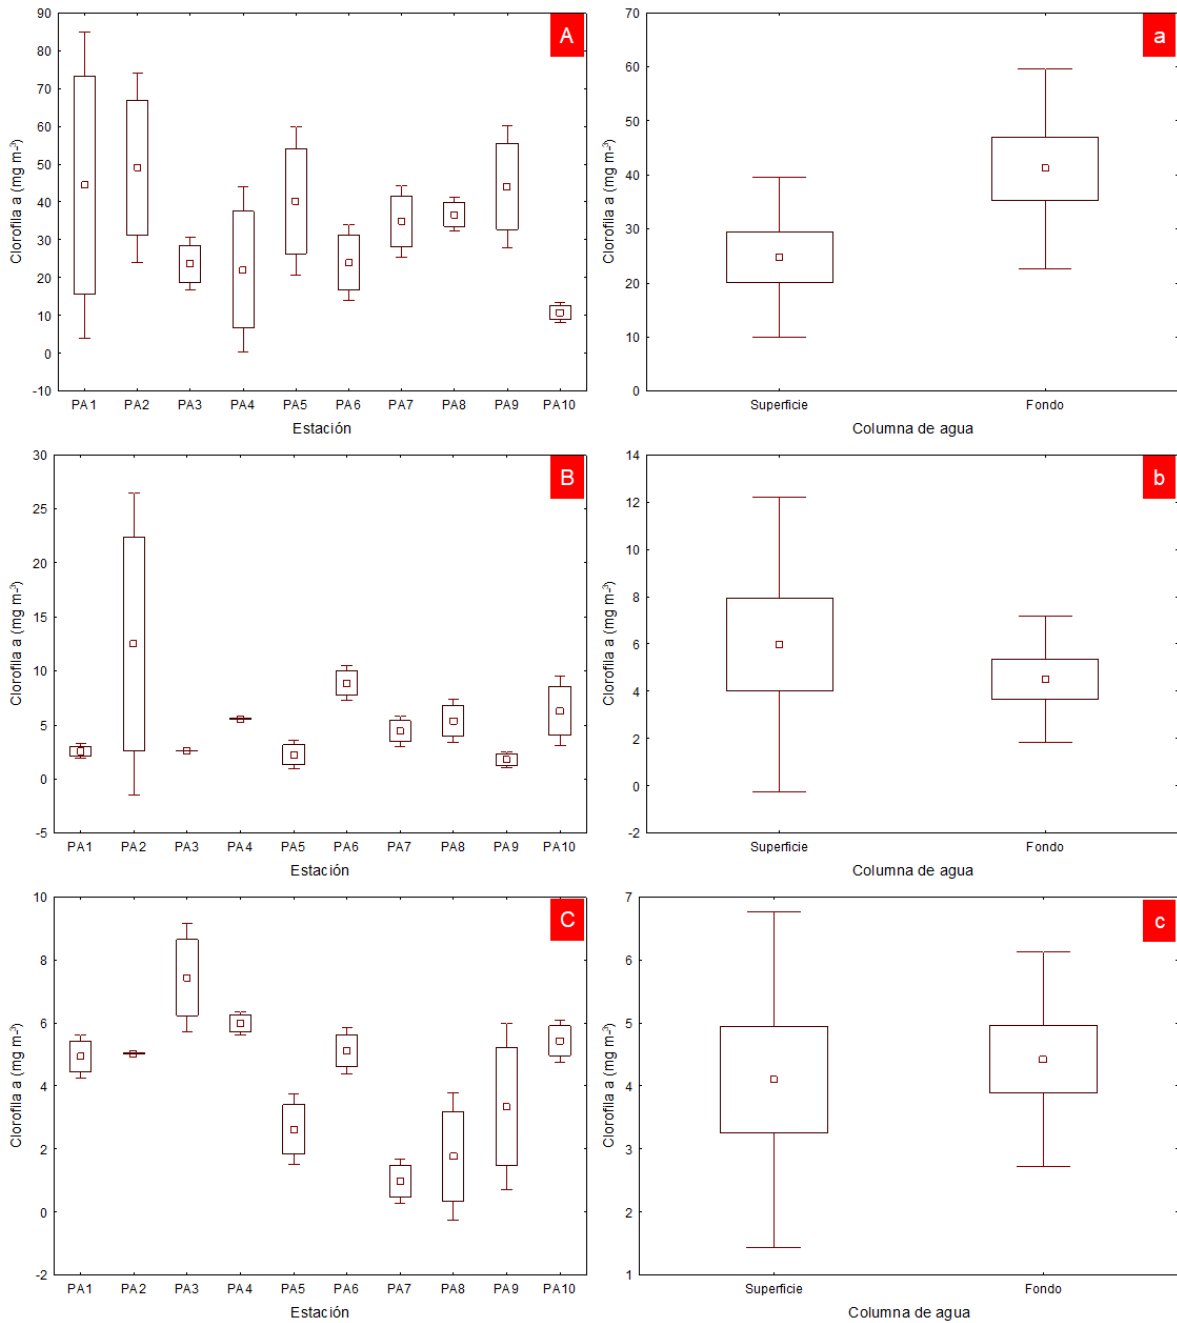 A
Clorofila a (mg m-³)
90
80
70
60
50
40
30
20
10
0
-10
PA1 PA2 PA3 PA4 PA5 PA6 PA7 PA8 PA9 PA10
Estación
a
Clorofila a (mg m-³)
70
60
50
40
30
20
10
0
Superficie Fondo
Columna de agua
B
Clorofila a (mg m-³)
30
25
20
15
10
5
0
-5
PA1 PA2 PA3 PA4 PA5 PA6 PA7 PA8 PA9 PA10
Estación
b
Clorofila a (mg m-³)
14
12
10
8
6
4
2
0
-2
Superficie Fondo
Columna de agua
C
Clorofila a (mg m-³)
10
8
6
4
2
0
-2
PA1 PA2 PA3 PA4 PA5 PA6 PA7 PA8 PA9 PA10
Estación
c
Clorofila a (mg m-³)
7
6
5
4
3
2
1
Superficie Fondo
Columna de agua